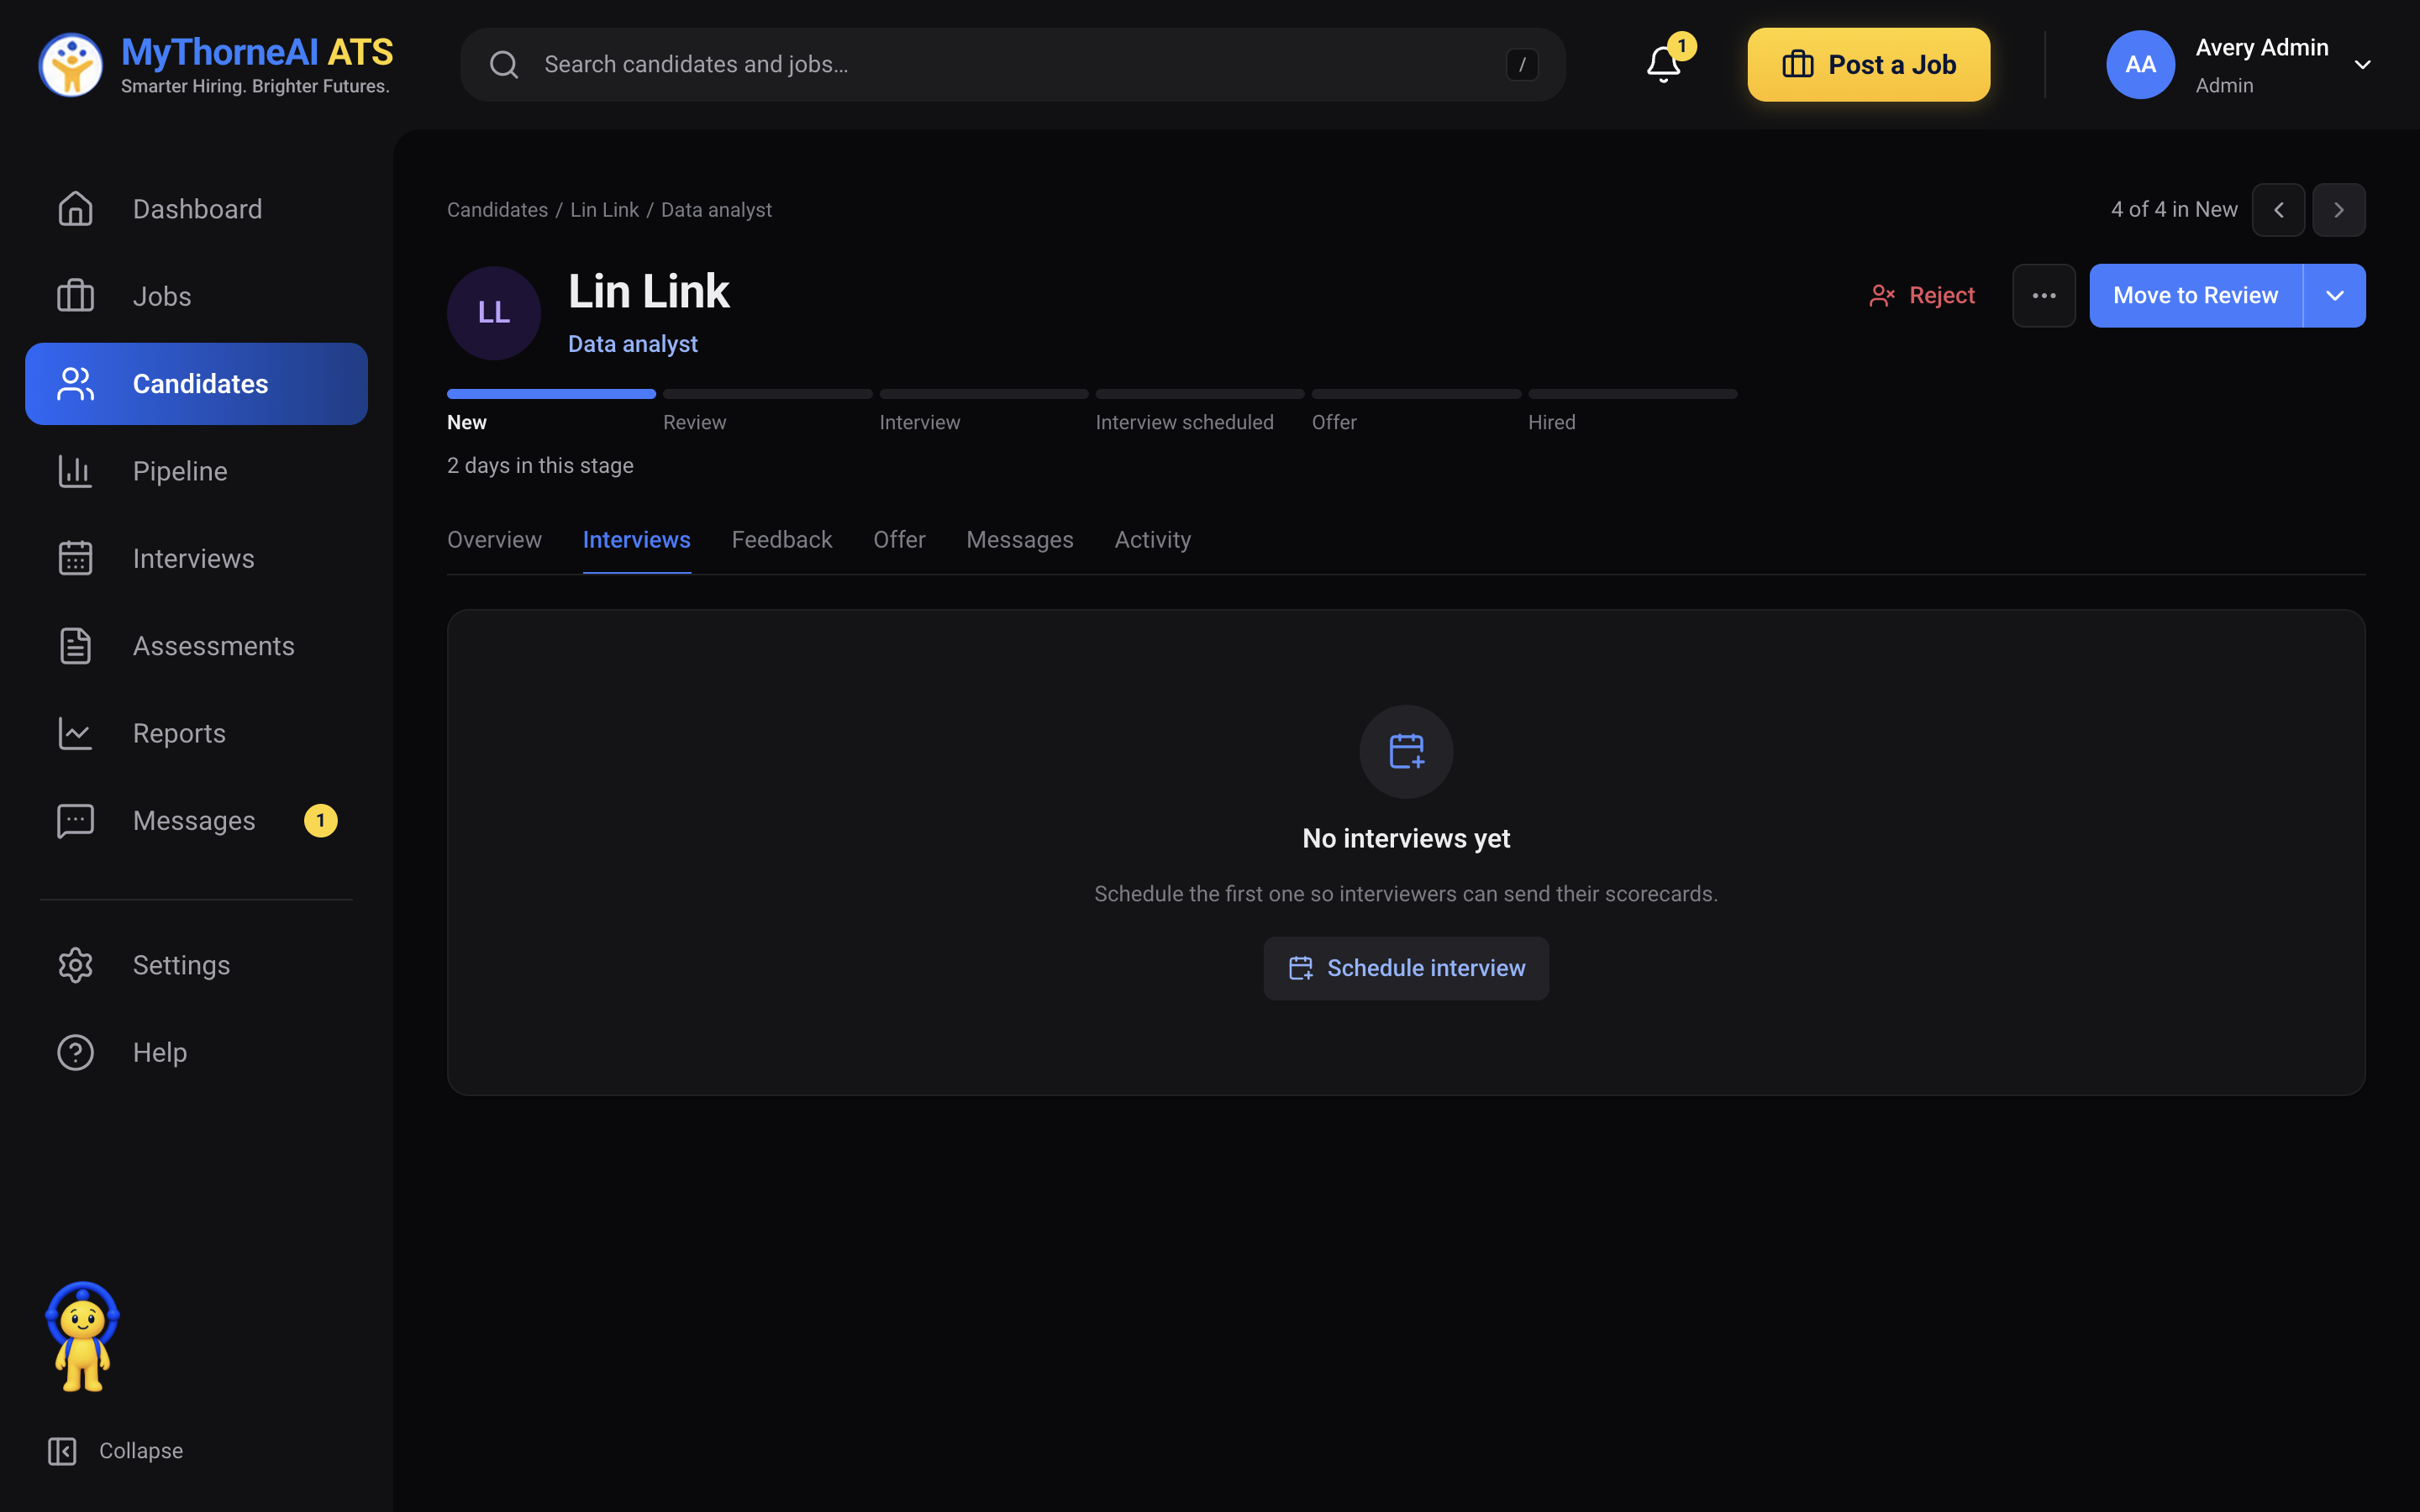 MyThorneAI ATS
Smarter Hiring. Brighter Futures.
Search candidates and jobs...
/
1
Post a Job
AA
Avery Admin
Admin
Dashboard
Jobs
Candidates
Pipeline
Interviews
Assessments
Reports
Messages
1
Settings
Help
Collapse
Candidates / Lin Link / Data analyst
4 of 4 in New
LL
Lin Link
Data analyst
Reject
Move to Review
New
Review
Interview
Interview scheduled
Offer
Hired
2 days in this stage
Overview
Interviews
Feedback
Offer
Messages
Activity
No interviews yet
Schedule the first one so interviewers can send their scorecards.
Schedule interview